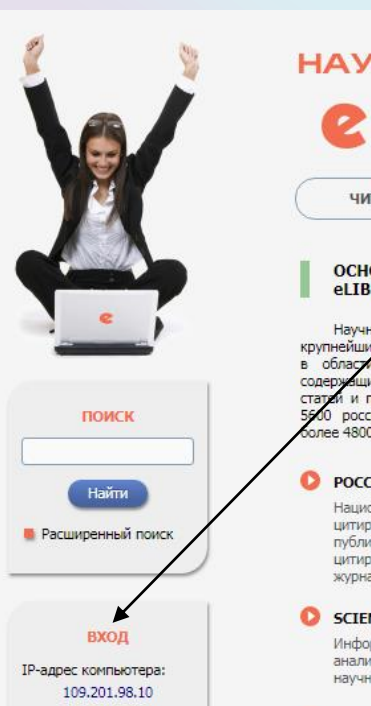 НАУ
e
ЧИ
ОСНО
eLIB
Научн
крупнейши
в област
содержащи
статей и п
5600 росс
более 4800
e
ПОИСК
Найти
Расширенный поиск
РОСС
Нацио
цитир
публи
цитир
журна
ВХОД
IP-адрес компьютера:
109.201.98.10
SCIEN
Инфор
анали
научн